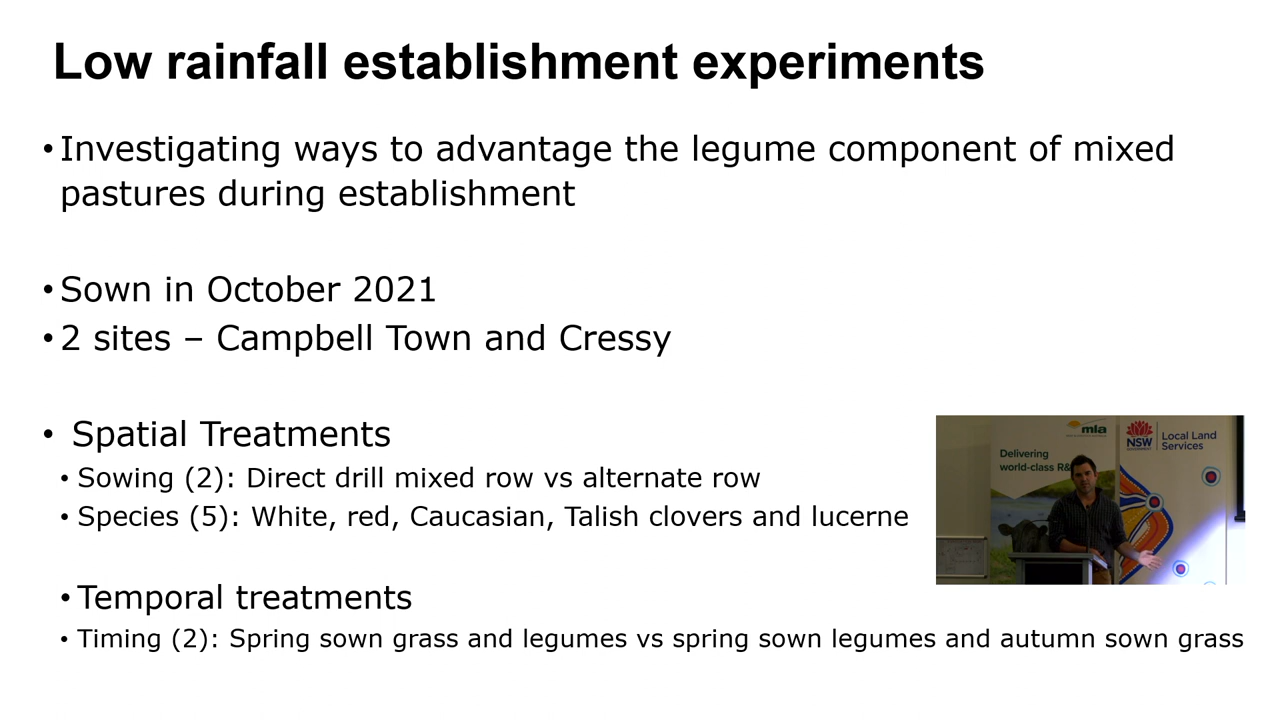 Low rainfall establishment experiments
• Investigating ways to advantage the legume component of mixed
pastures during establishment
• Sown in October 2021
• 2 sites – Campbell Town and Cressy
• Spatial Treatments
• Sowing (2): Direct drill mixed row vs alternate row
• Species (5): White, red, Caucasian, Talish clovers and lucerne
• Temporal treatments
• Timing (2): Spring sown grass and legumes vs spring sown legumes and autumn sown grass
mla
Delivering
world-class R&
NSW
Local Land
Services